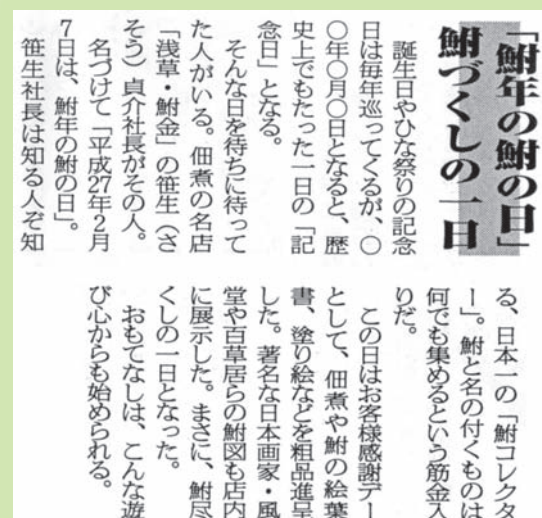 「鮒年の鮒の日」
鮒づくしの一日
誕生日やひな祭りの記念
日は毎年巡ってくるが、〇
〇年〇月〇日となると、歴
史上でもたった一日の「記
念日」となる。
そんな日を待ちに待って
た人がいる。佃煮の名店
「浅草・鮒金」の笹生（さ
そう）貞介社長がその人。
名づけて「平成27年2月
7日は、鮒年の鮒の日」。
笹生社長は知る人ぞ知
る、日本一の「鮒コレクタ
ー」。鮒と名の付くものは
何でも集めるという筋金入
りだ。
この日はお客様感謝デー
として、佃煮や鮒の絵葉
書、塗り絵などを粗品進呈
した。著名な日本画家・風
堂や百草居らの鮒図も店内
に展示した。まさに、鮒尽
くしの一日となった。
おもてなしは、こんな遊
び心からも始められる。